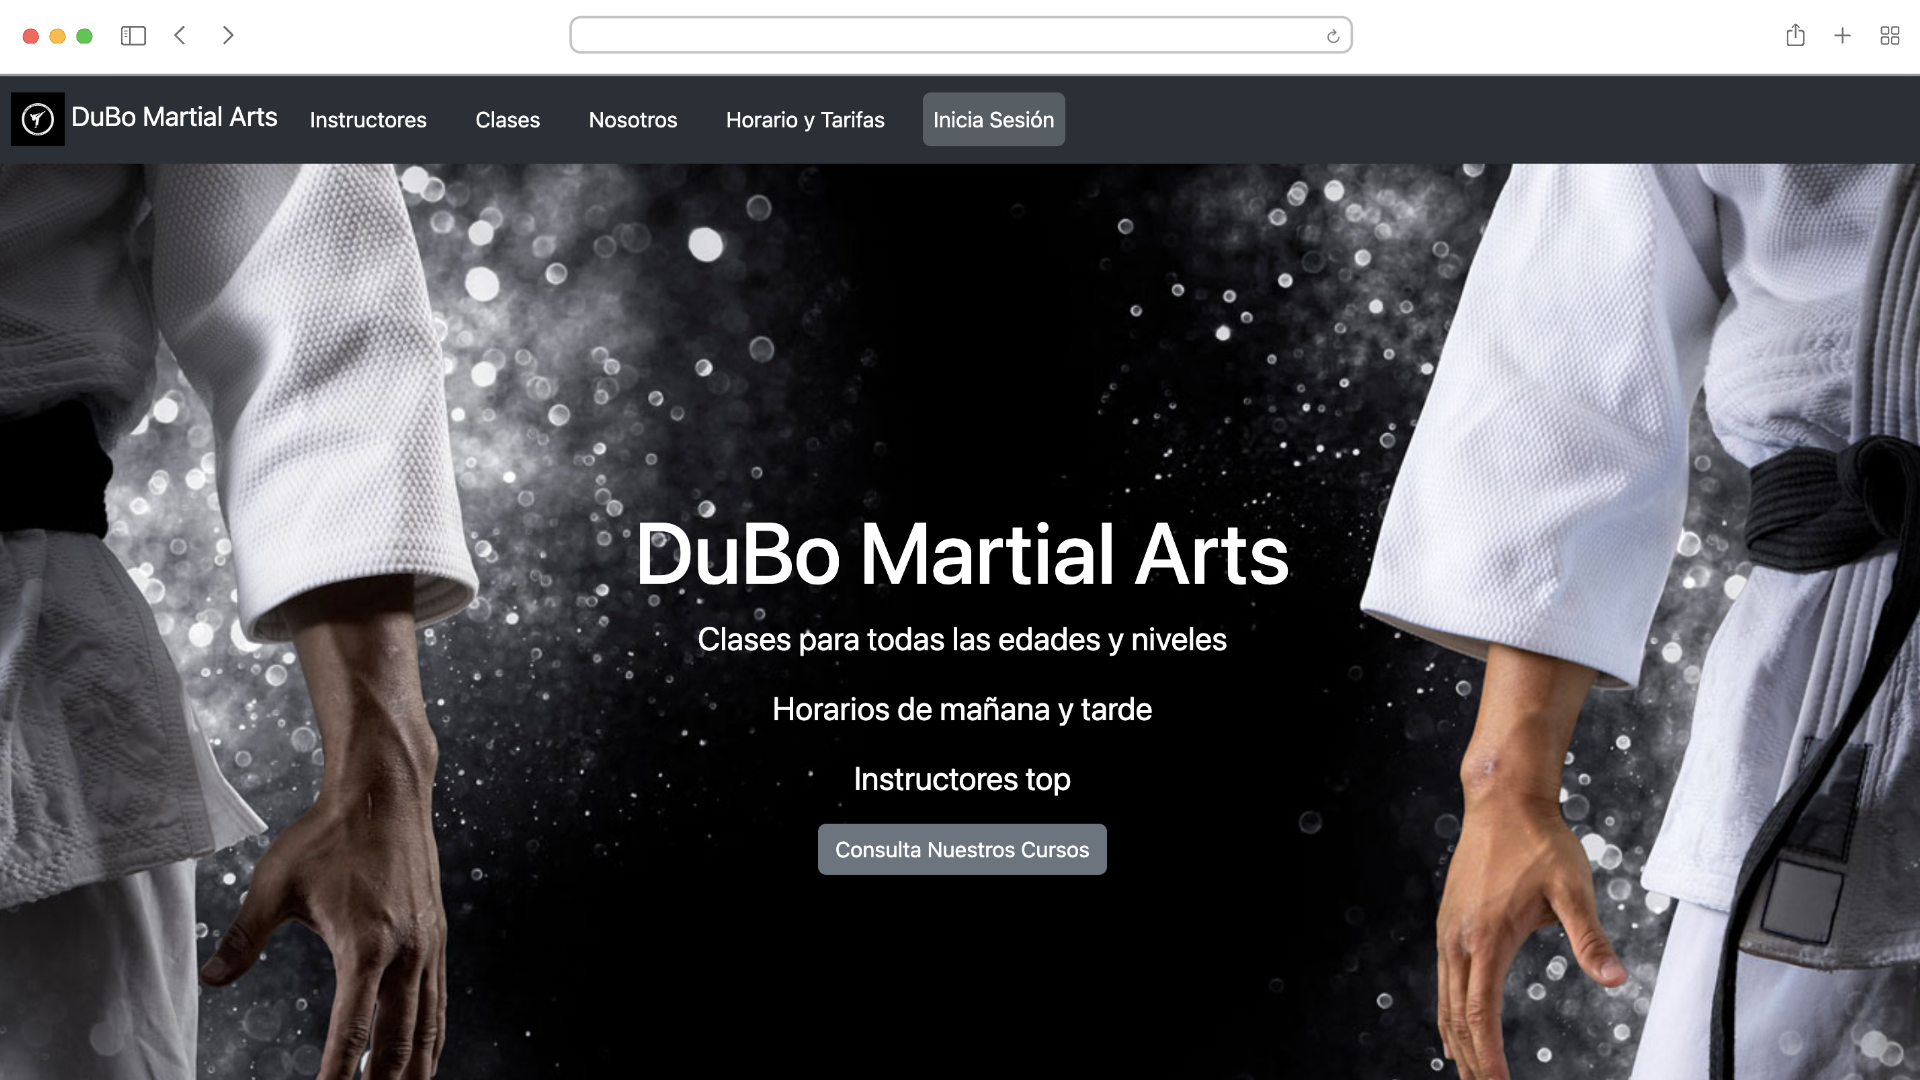 DuBo Martial Arts
Instructores
Clases
Nosotros
Horario y Tarifas
Inicia Sesión
DuBo Martial Arts
Clases para todas las edades y niveles
Horarios de mañana y tarde
Instructores top
Consulta Nuestros Cursos